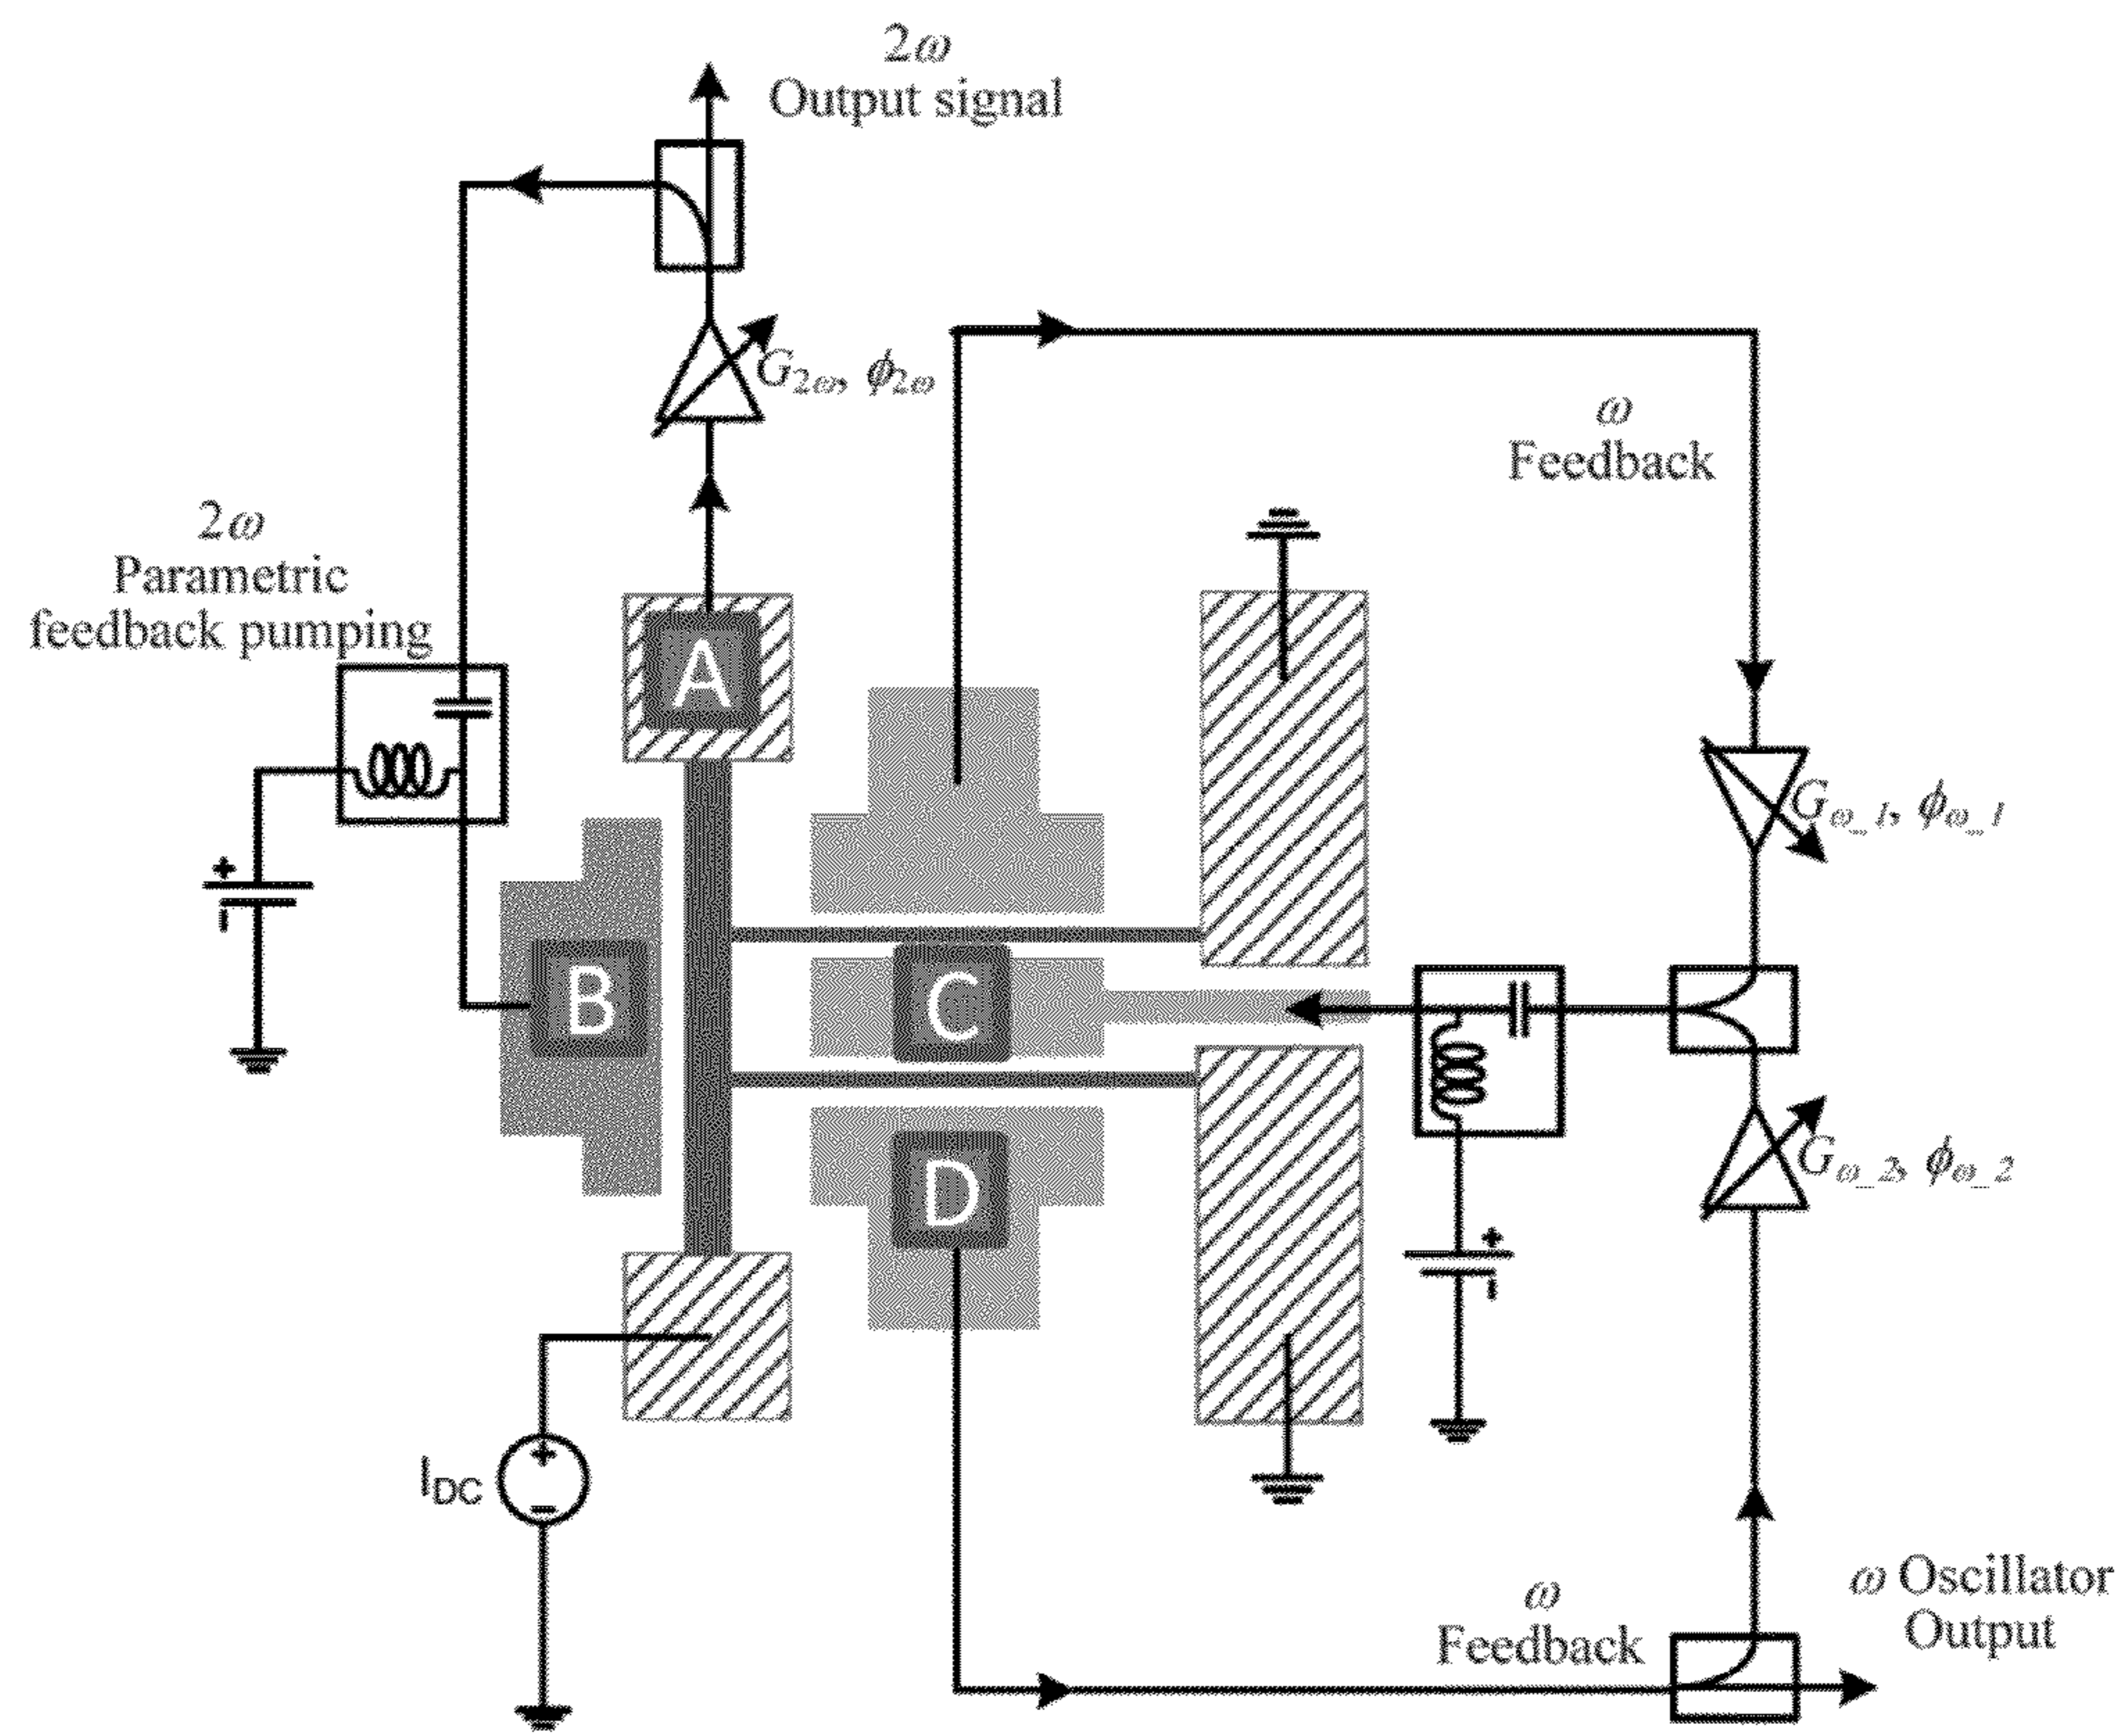 2ω
Output signal
G2ω, ϕ2ω
ω
Feedback
2ω
Parametric
feedback pumping
A
Gω_1, ϕω_1
+
-
B
C
D
Gω_2, ϕω_2
+
-
IDC
+
-
ω
Feedback
ω Oscillator
Output